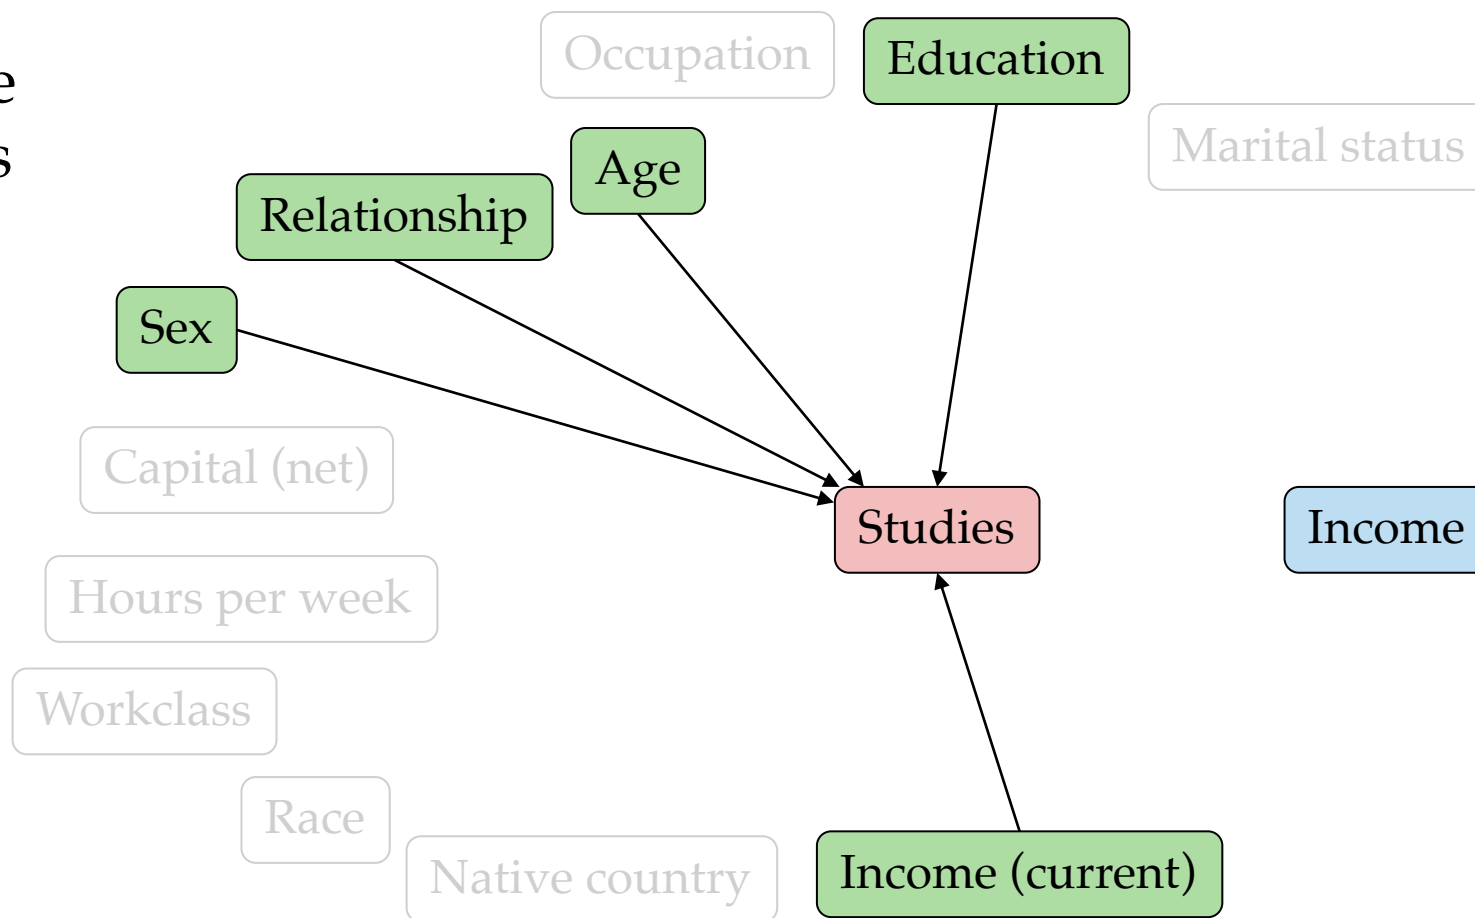 Occupation
Education
e
s
Marital status
Age
Relationship
Sex
Capital (net)
Studies
Income
Hours per week
Workclass
Race
Native country
Income (current)